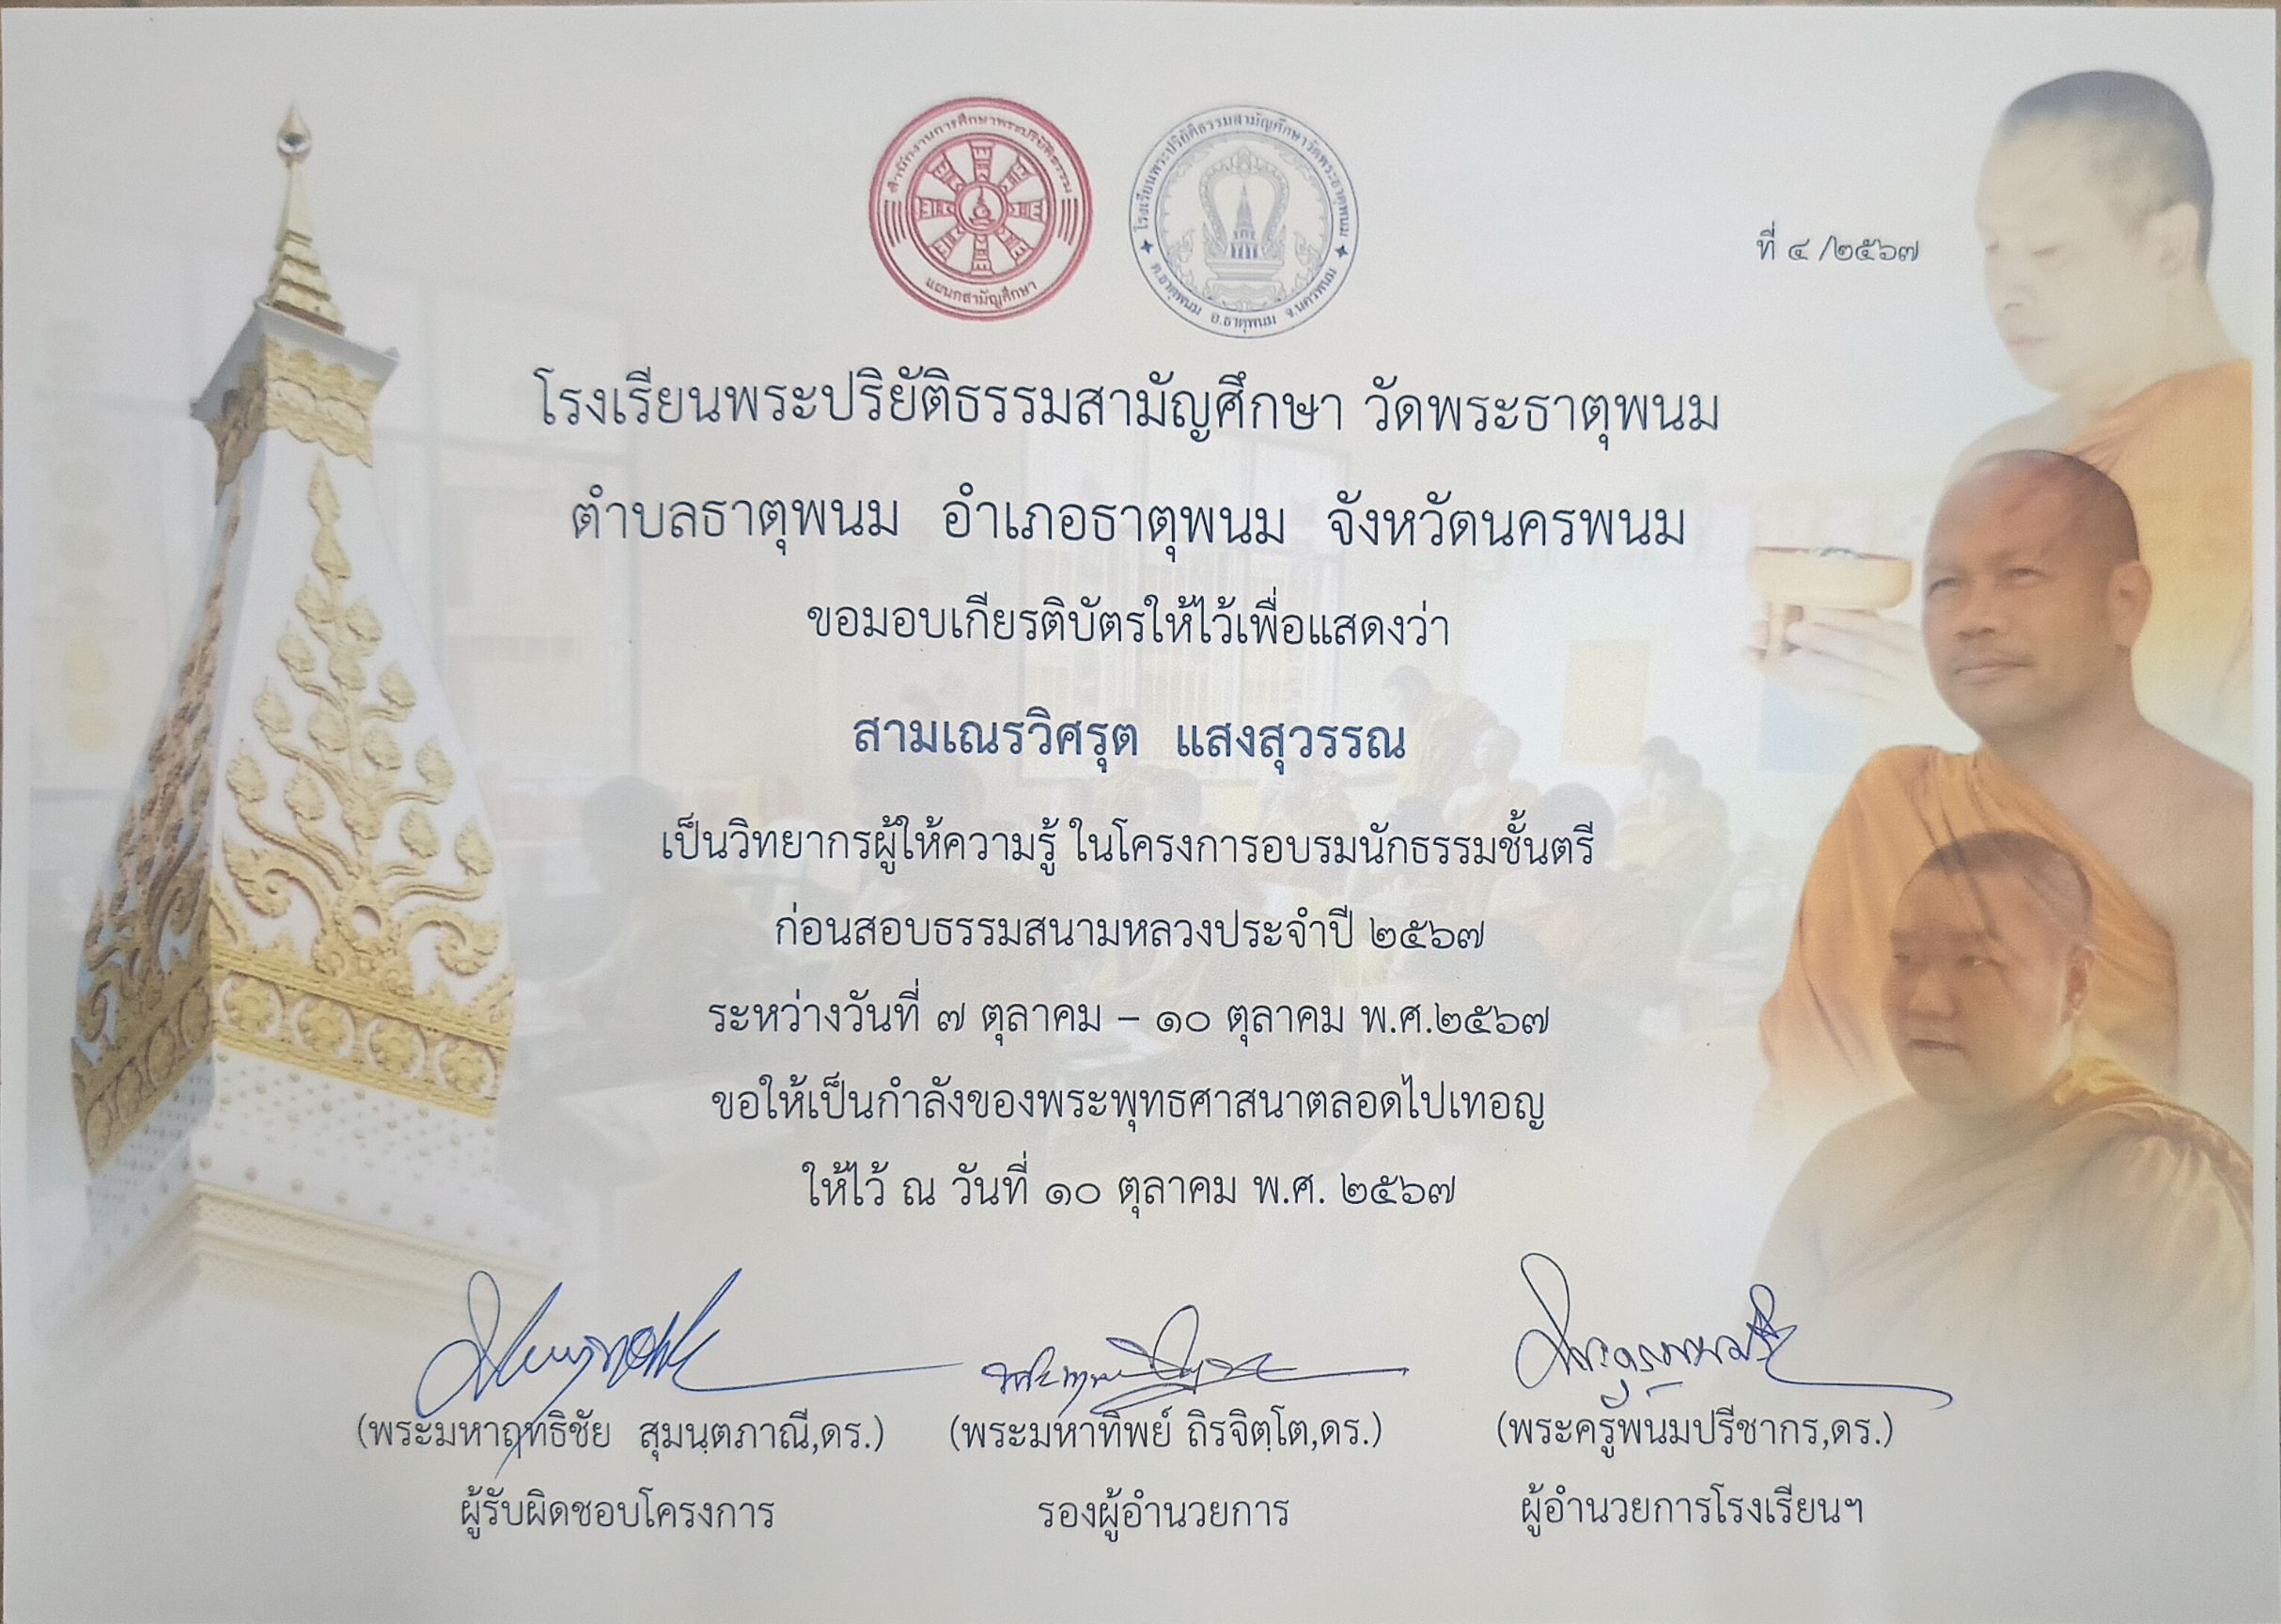 สำนักงานการศึกษาพระปริยัติธรรม
แผนกสามัญศึกษา
โรงเรียนพระปริยัติธรรมสามัญศึกษาวัดพระธาตุพนม
ต.ธาตุพนม อ.ธาตุพนม จ.นครพนม
ที่ ๔ /๒๕๖๗
โรงเรียนพระปริยัติธรรมสามัญศึกษา วัดพระธาตุพนม
ตำบลธาตุพนม อำเภอธาตุพนม จังหวัดนครพนม
ขอมอบเกียรติบัตรให้ไว้เพื่อแสดงว่า
สามเณรวิศรุต แสงสุวรรณ
เป็นวิทยากรผู้ให้ความรู้ ในโครงการอบรมนักธรรมชั้นตรี
ก่อนสอบธรรมสนามหลวงประจำปี ๒๕๖๗
ระหว่างวันที่ ๗ ตุลาคม – ๑๐ ตุลาคม พ.ศ.๒๕๖๗
ขอให้เป็นกำลังของพระพุทธศาสนาตลอดไปเทอญ
ให้ไว้ ณ วันที่ ๑๐ ตุลาคม พ.ศ. ๒๕๖๗
(พระมหาฤทธิชัย สุมนฺตภาณี,ดร.) (พระมหาทิพย์ ถิรจิตฺโต,ดร.) (พระครูพนมปรีชากร,ดร.)
ผู้รับผิดชอบโครงการ รองผู้อำนวยการ ผู้อำนวยการโรงเรียนฯ